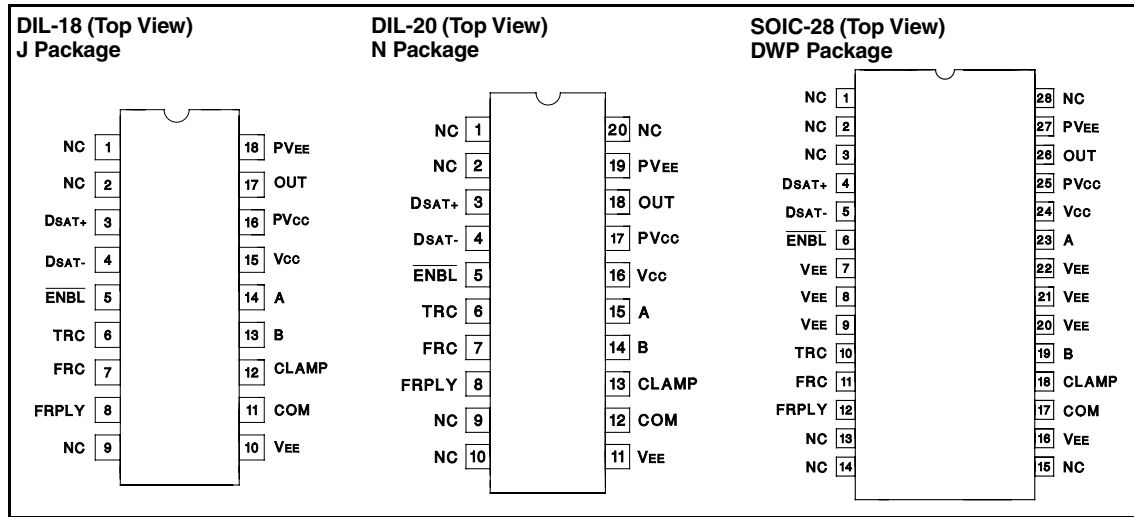 DIL-18 (Top View)
J Package
NC 1
NC 2
DSAT+ 3
DSAT- 4
ENBL 5
TRC 6
FRC 7
FRPLY 8
NC 9
18 PVEE
17 OUT
16 PVCC
15 VCC
14 A
13 B
12 CLAMP
11 COM
10 VEE
DIL-20 (Top View)
N Package
NC 1
NC 2
DSAT+ 3
DSAT- 4
ENBL 5
TRC 6
FRC 7
FRPLY 8
NC 9
NC 10
20 NC
19 PVEE
18 OUT
17 PVCC
16 VCC
15 A
14 B
13 CLAMP
12 COM
11 VEE
SOIC-28 (Top View)
DWP Package
NC 1
NC 2
NC 3
DSAT+ 4
DSAT- 5
ENBL 6
VEE 7
VEE 8
VEE 9
TRC 10
FRC 11
FRPLY 12
NC 13
NC 14
28 NC
27 PVEE
26 OUT
25 PVCC
24 VCC
23 A
22 VEE
21 VEE
20 VEE
19 B
18 CLAMP
17 COM
16 VEE
15 NC